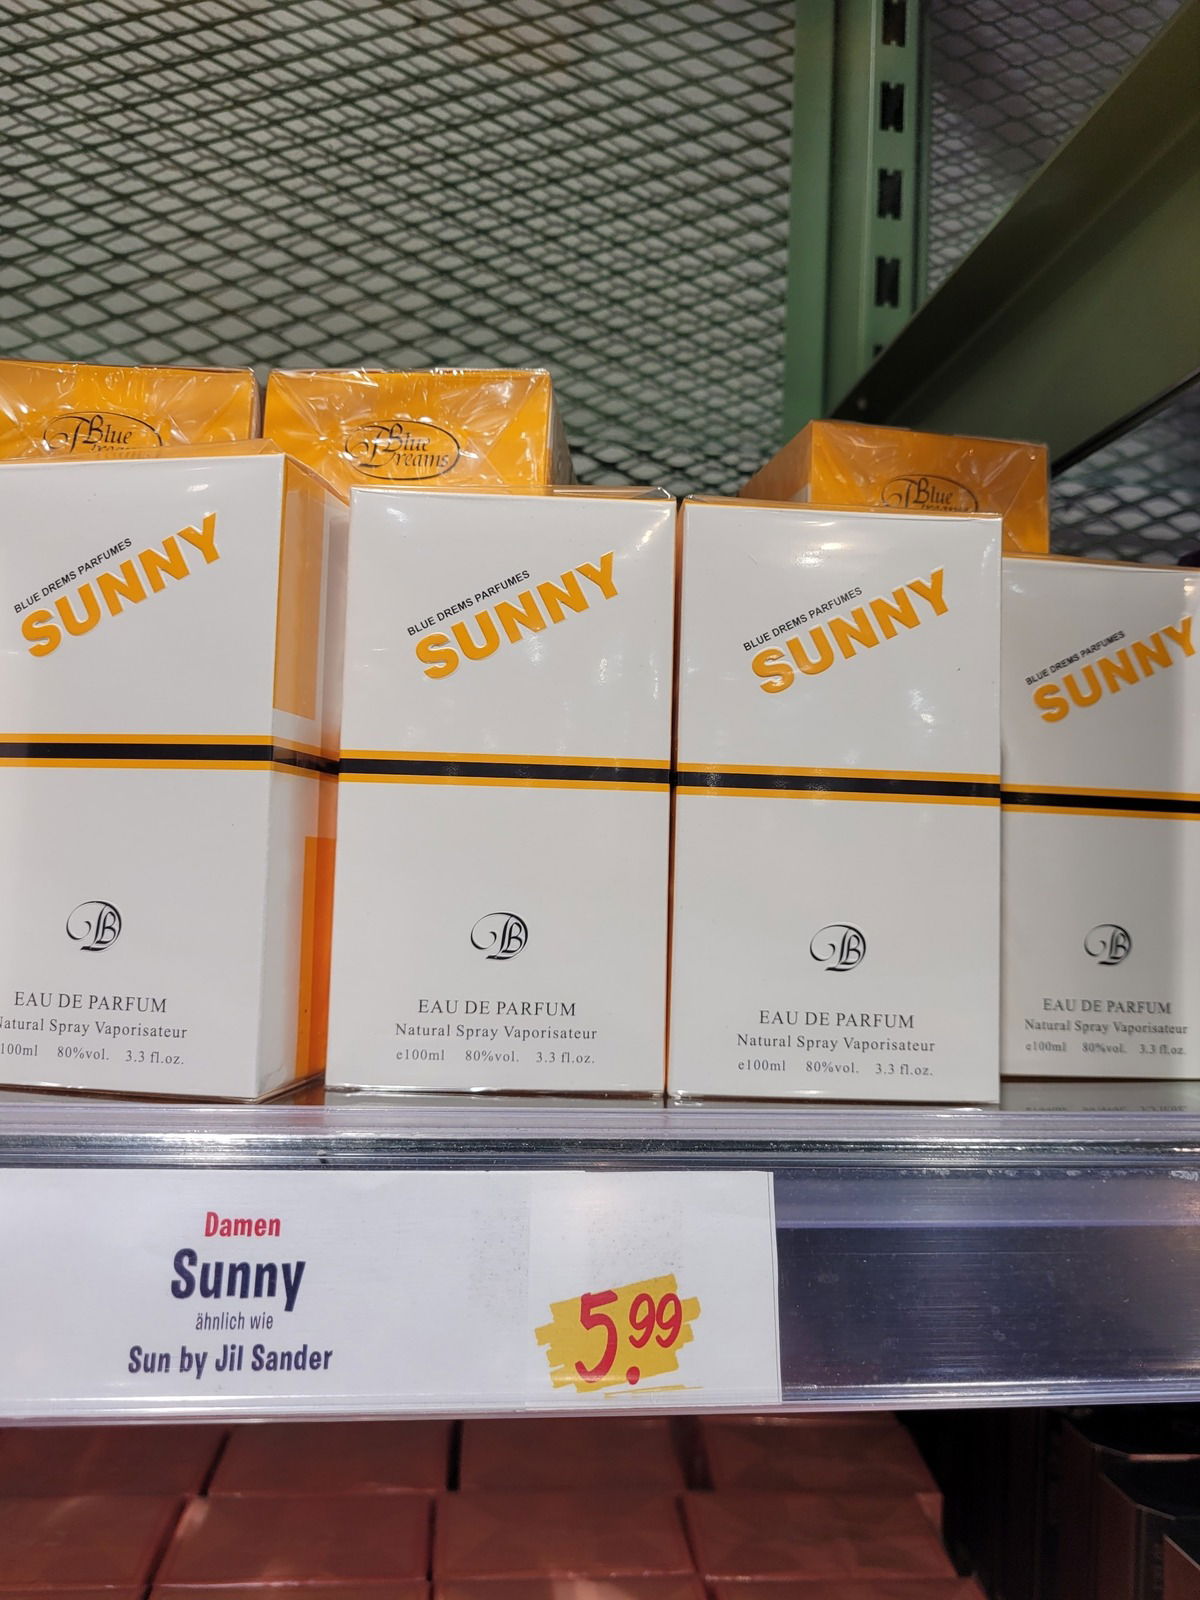 Blue
Blue
Dreams
Blue
BLUE DREMS PARFUMES
SUNNY
BLUE DREMS PARFUMES
SUNNY
BLUE DREMS PARFUMES
SUNNY
BLUE DREMS PARFUMES
SUNNY
B
B
B
B
EAU DE PARFUM
Natural Spray Vaporisateur
100ml 80%vol. 3.3 fl.oz.
EAU DE PARFUM
Natural Spray Vaporisateur
e100ml 80%vol. 3.3 fl.oz.
EAU DE PARFUM
Natural Spray Vaporisateur
e100ml 80%vol. 3.3 fl.oz.
EAU DE PARFUM
Natural Spray Vaporisateur
e100ml 80%vol. 3.3 fl.oz.
Damen
Sunny
ähnlich wie
Sun by Jil Sander
5.99